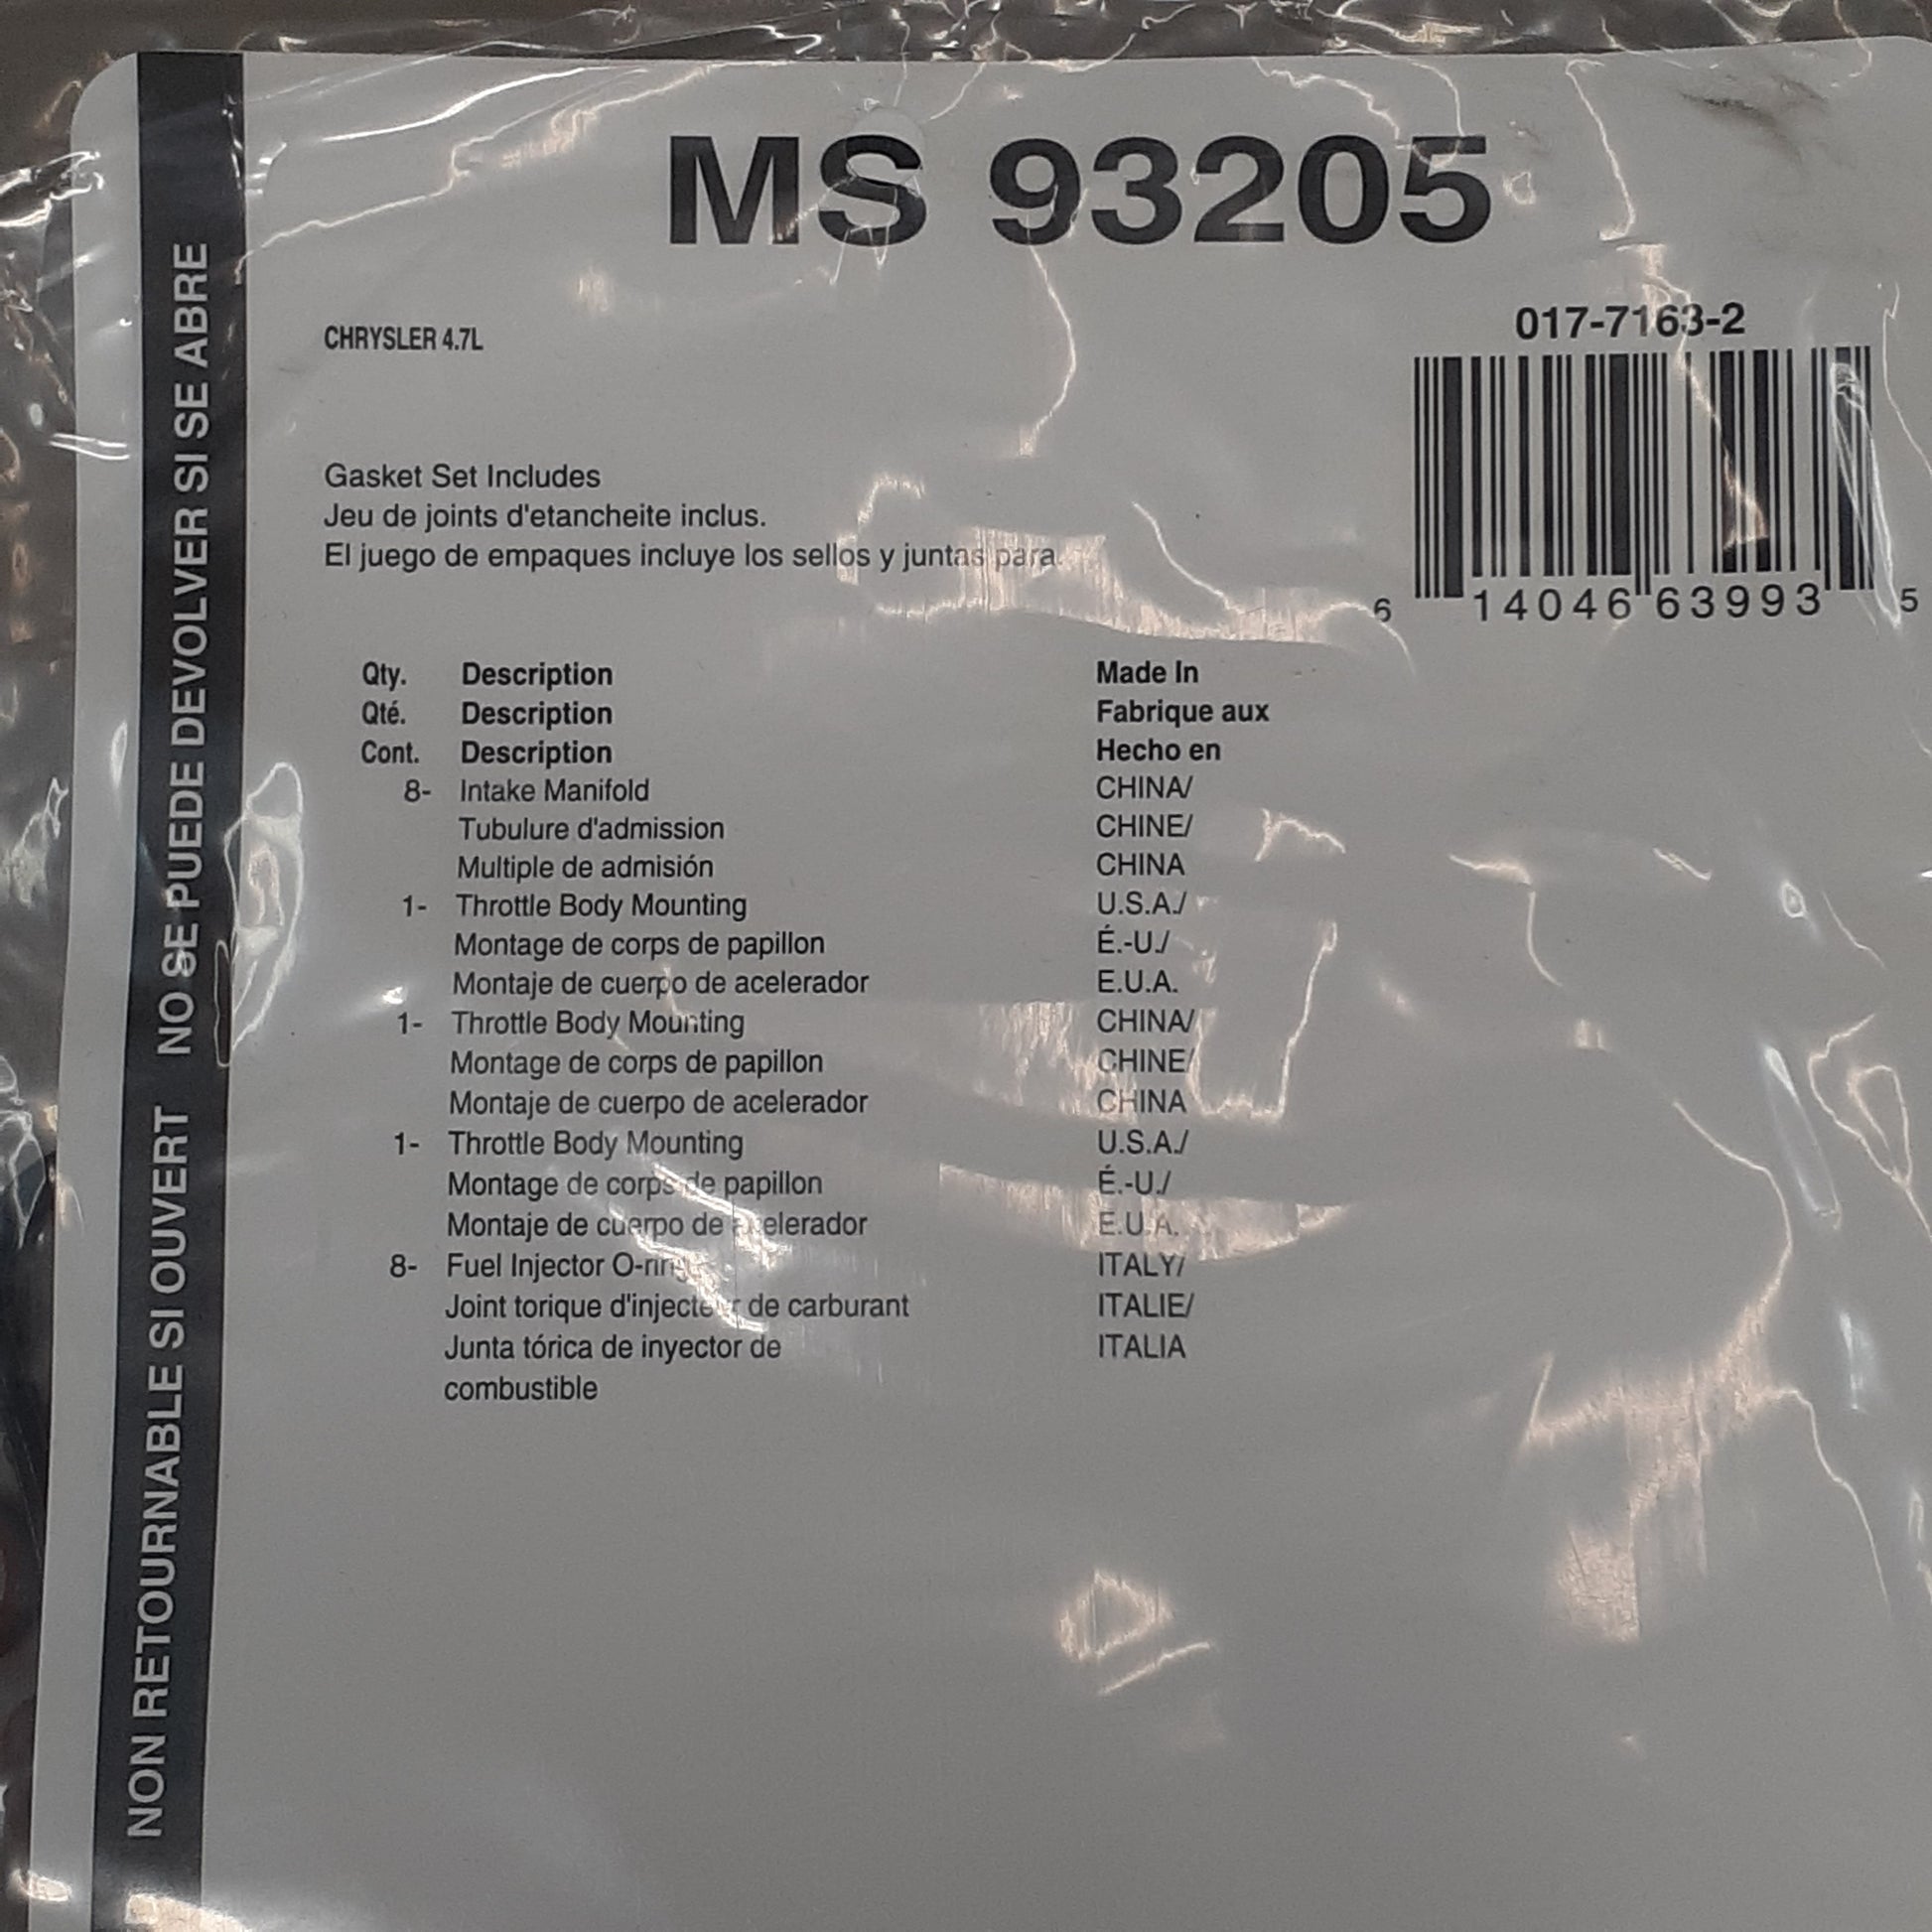 MS 93205
CHRYSLER 4.7L
017-7163-2
6 14046 63993 5
Gasket Set Includes
Jeu de joints d'etancheite inclus.
El juego de empaques incluye los sellos y juntas para.
Qty. Description Made In
Qté. Description Fabrique aux
Cont. Description Hecho en
8- Intake Manifold CHINA/
Tubulure d'admission CHINE/
Multiple de admisión CHINA
1- Throttle Body Mounting U.S.A./
Montage de corps de papillon É.-U./
Montaje de cuerpo de acelerador E.U.A.
1- Throttle Body Mounting CHINA/
Montage de corps de papillon CHINE/
Montaje de cuerpo de acelerador CHINA
1- Throttle Body Mounting U.S.A./
Montage de corps de papillon É.-U./
Montaje de cuerpo de acelerador E.U.A.
8- Fuel Injector O-ring ITALY/
Joint torique d'injecteur de carburant ITALIE/
Junta tórica de inyector de ITALIA
combustible
NON RETOURNABLE SI OUVERT NO SE PUEDE DEVOLVER SI SE ABRE